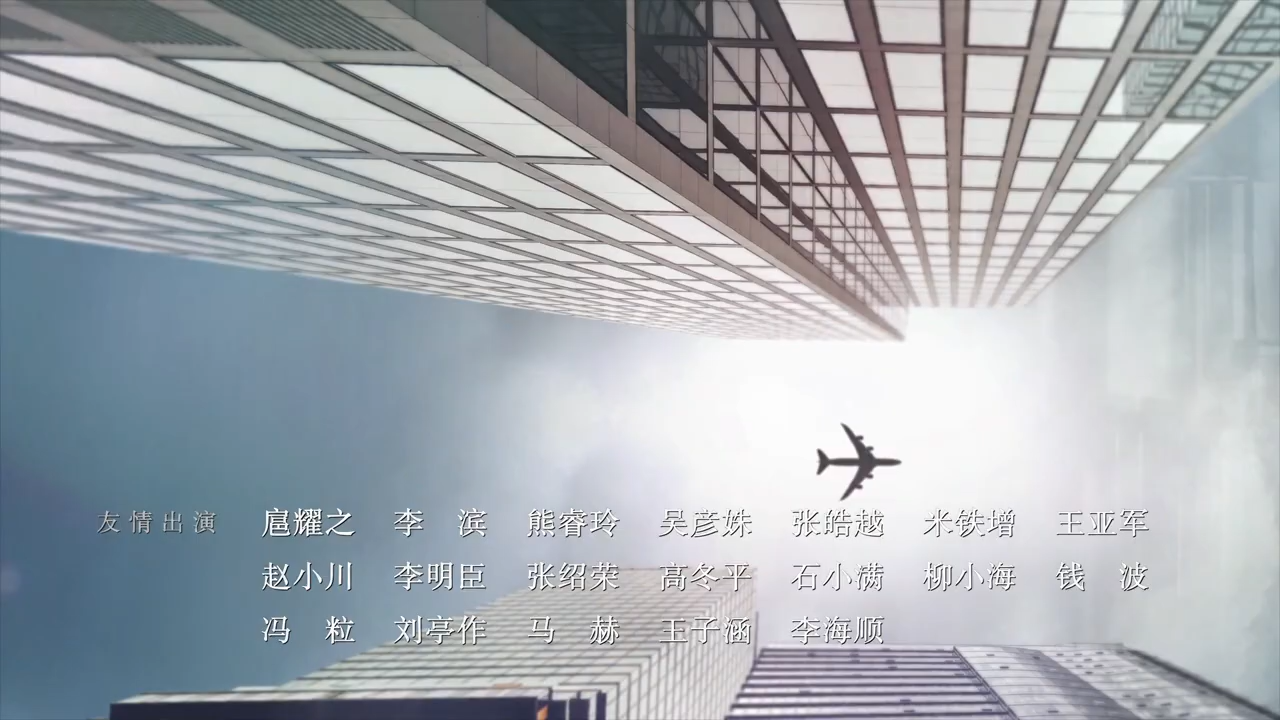 友情出演 扈耀之 李 滨 熊睿玲 吴彦姝 张皓越 米铁增 王亚军
赵小川 李明臣 张绍荣 高冬平 石小满 柳小海 钱 波
冯 粒 刘亭作 马 赫 王子涵 李海顺